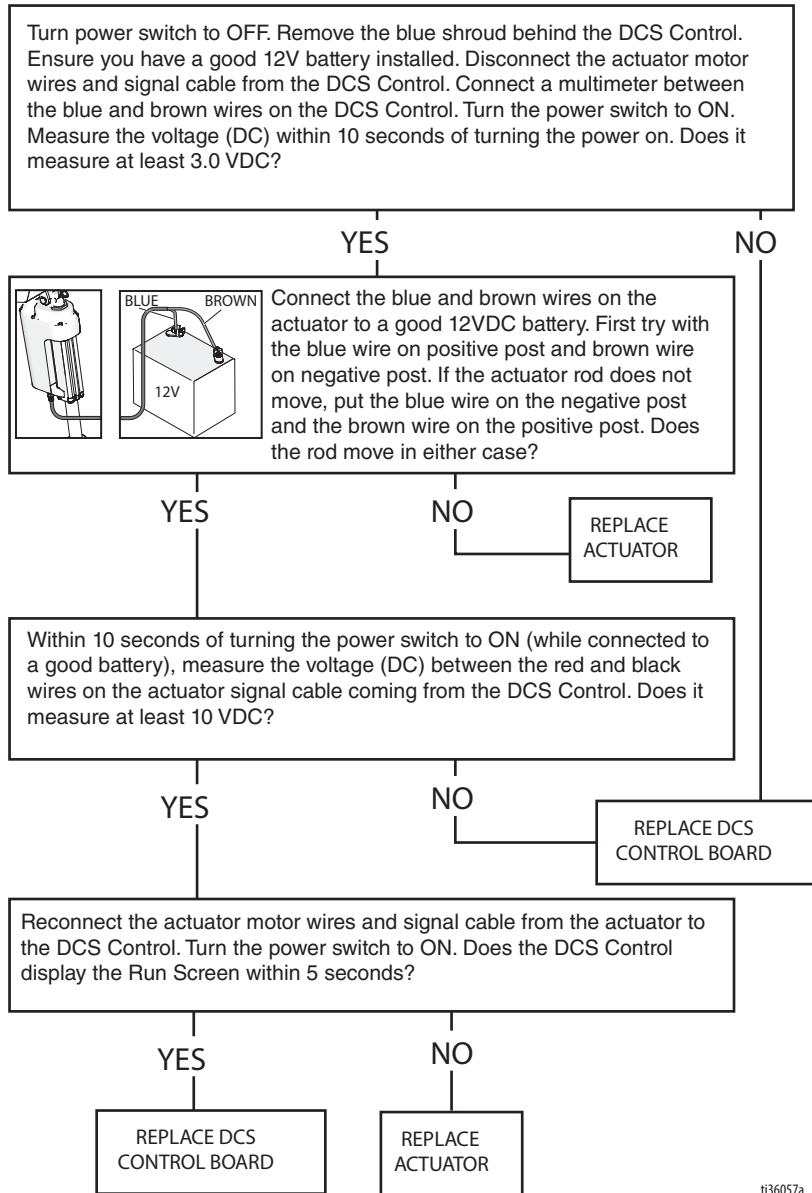 Turn power switch to OFF. Remove the blue shroud behind the DCS Control.
Ensure you have a good 12V battery installed. Disconnect the actuator motor
wires and signal cable from the DCS Control. Connect a multimeter between
the blue and brown wires on the DCS Control. Turn the power switch to ON.
Measure the voltage (DC) within 10 seconds of turning the power on. Does it
measure at least 3.0 VDC?
YES
NO
BLUE
BROWN
12V
Connect the blue and brown wires on the
actuator to a good 12VDC battery. First try with
the blue wire on positive post and brown wire
on negative post. If the actuator rod does not
move, put the blue wire on the negative post
and the brown wire on the positive post. Does
the rod move in either case?
YES
NO
REPLACE
ACTUATOR
Within 10 seconds of turning the power switch to ON (while connected to
a good battery), measure the voltage (DC) between the red and black
wires on the actuator signal cable coming from the DCS Control. Does it
measure at least 10 VDC?
YES
NO
REPLACE DCS
CONTROL BOARD
Reconnect the actuator motor wires and signal cable from the actuator to
the DCS Control. Turn the power switch to ON. Does the DCS Control
display the Run Screen within 5 seconds?
YES
NO
REPLACE DCS
CONTROL BOARD
REPLACE
ACTUATOR
ti36057a